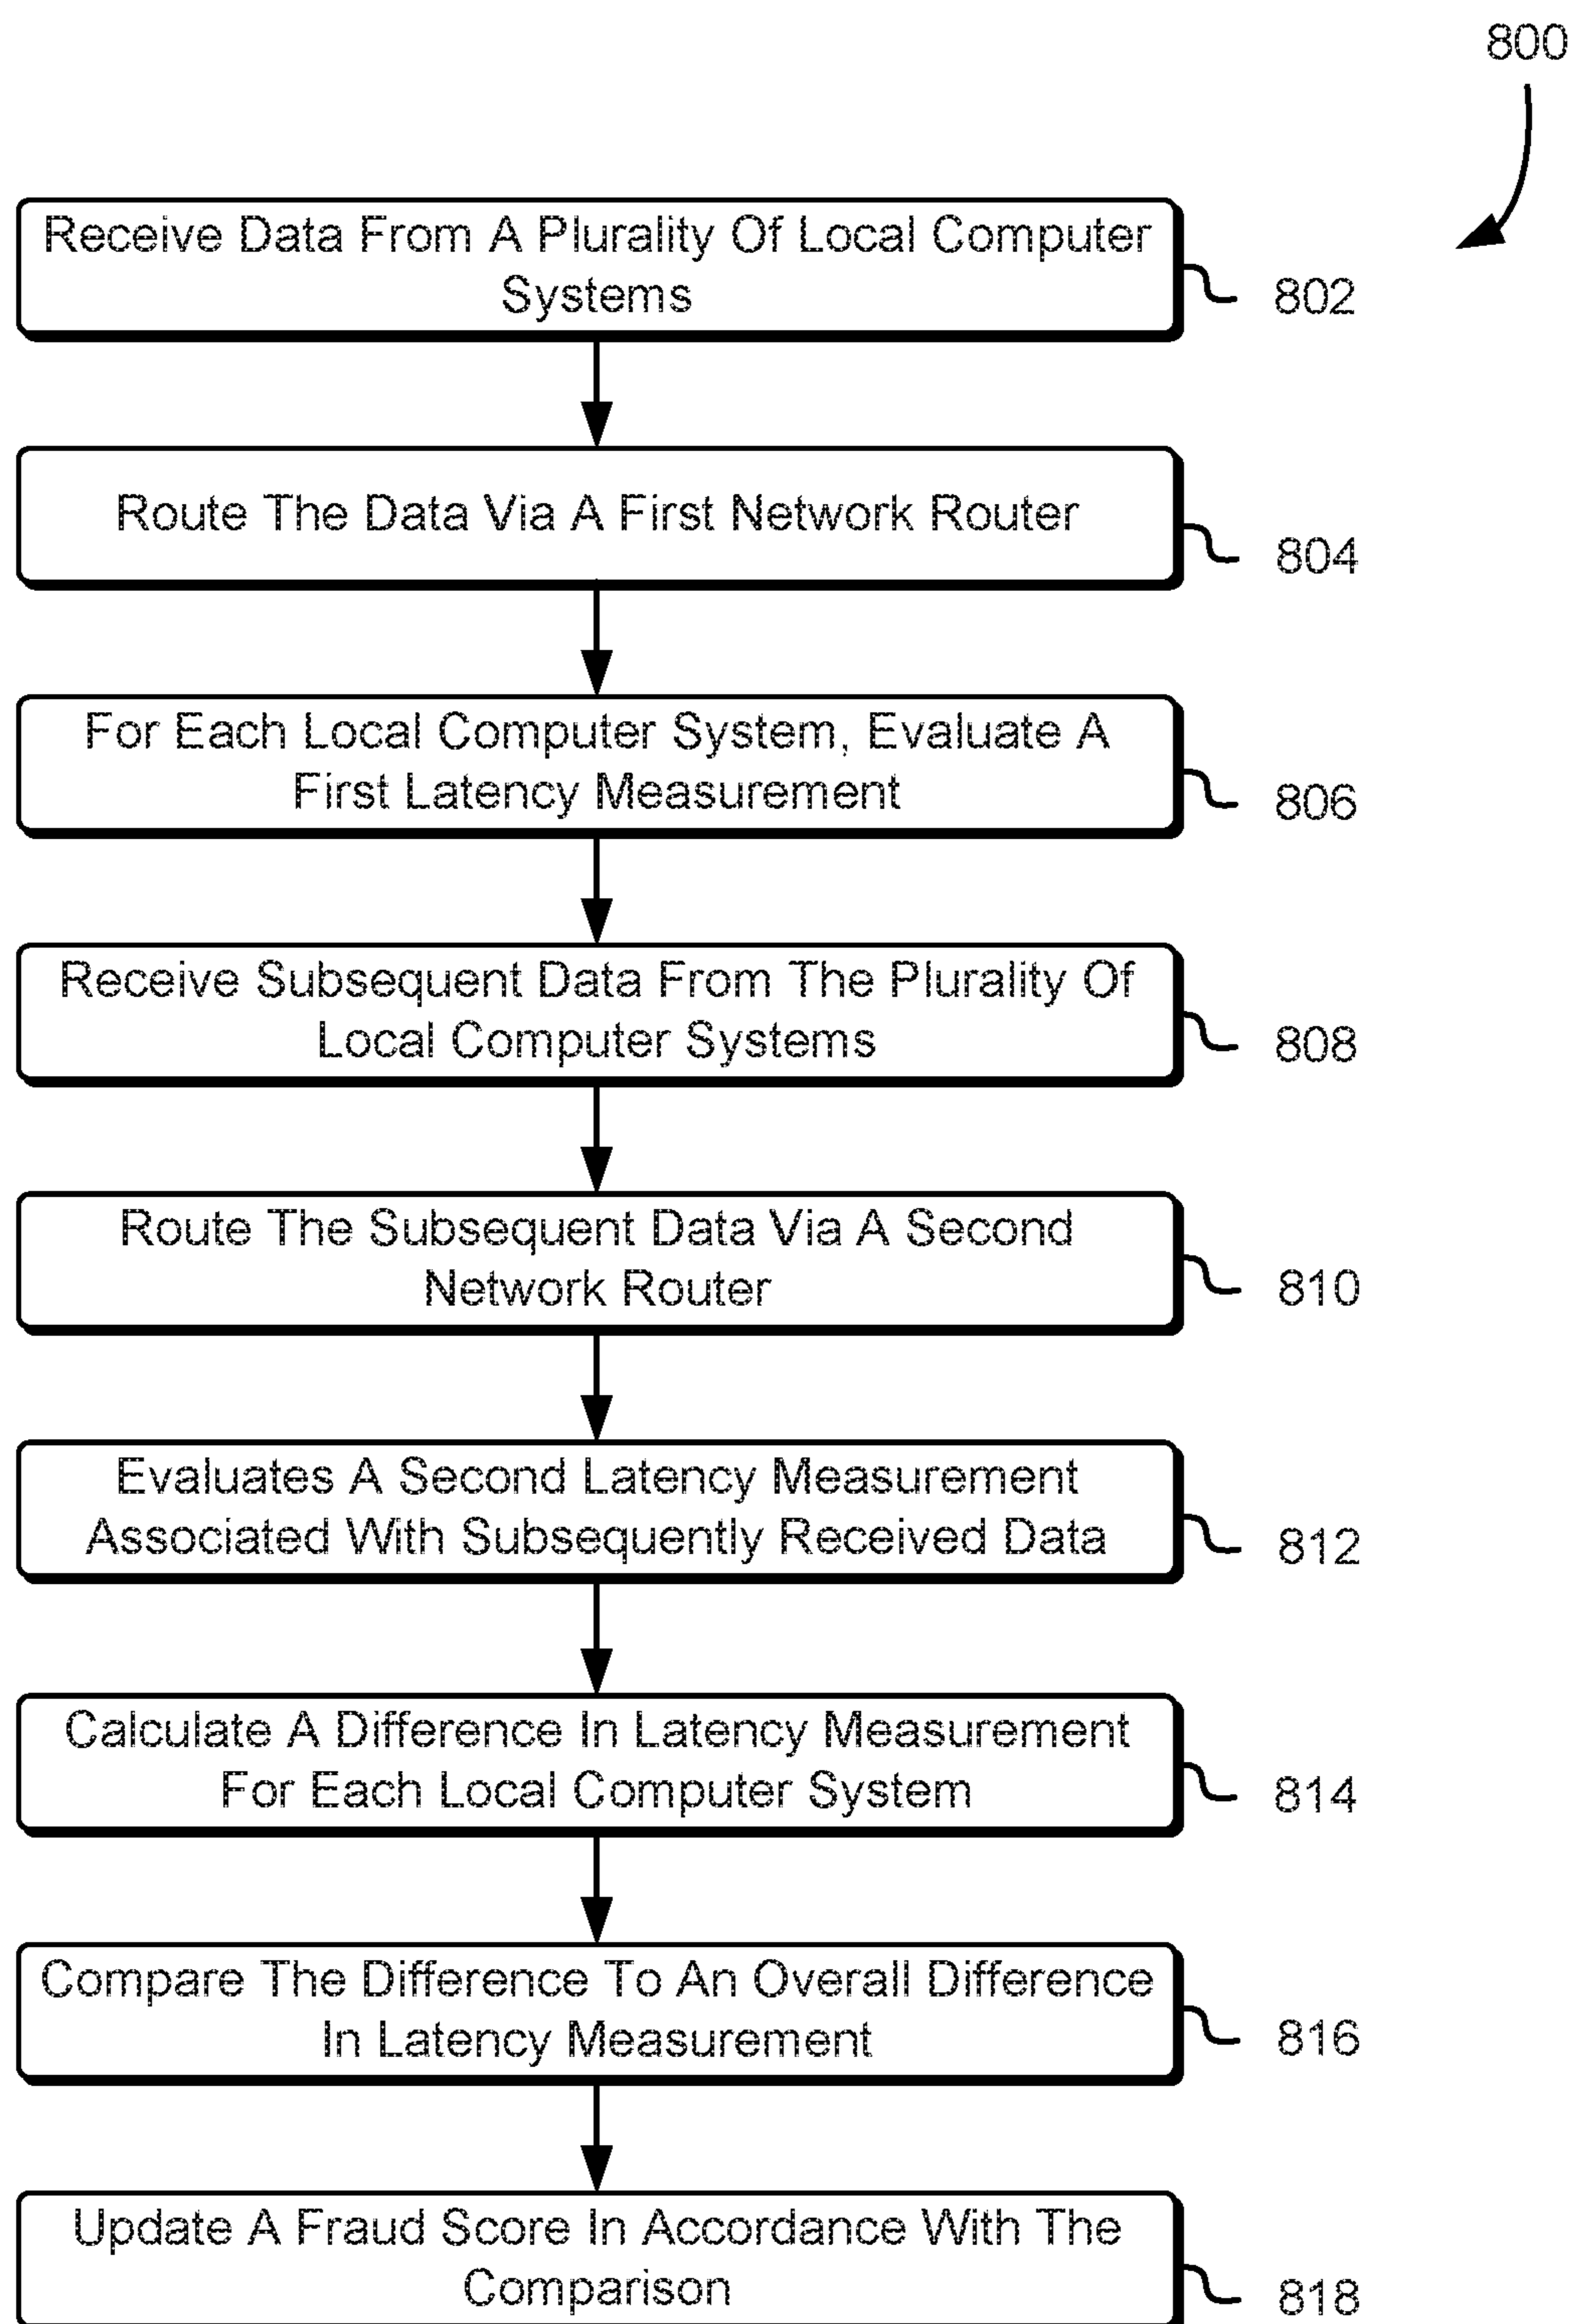 800
Receive Data From A Plurality Of Local Computer
Systems
802
Route The Data Via A First Network Router
804
For Each Local Computer System, Evaluate A
First Latency Measurement
806
Receive Subsequent Data From The Plurality Of
Local Computer Systems
808
Route The Subsequent Data Via A Second
Network Router
810
Evaluates A Second Latency Measurement
Associated With Subsequently Received Data
812
Calculate A Difference In Latency Measurement
For Each Local Computer System
814
Compare The Difference To An Overall Difference
In Latency Measurement
816
Update A Fraud Score In Accordance With The
Comparison
818